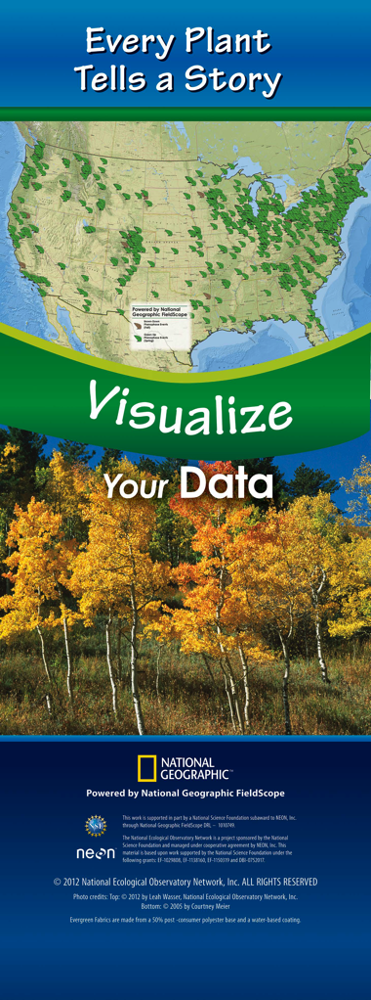 Every Plant
Tells a Story
Powered by National
Geographic FieldScope
Visualize
Your Data
NATIONAL
GEOGRAPHIC™
Powered by National Geographic FieldScope
NSF
neon
This work is supported in part by a National Science Foundation subaward to NEON, Inc.
through National Geographic FieldScope DRL – 1010749.
The National Ecological Observatory Network is a project sponsored by the National
Science Foundation and managed under cooperative agreement by NEON, Inc. This
material is based upon work supported by the National Science Foundation under the
following grants: EF-1029808, EF-1138160, EF-1150319 and DBI-0752017.
© 2012 National Ecological Observatory Network, Inc. ALL RIGHTS RESERVED
Photo credits: Top: © 2012 by Leah Wasser, National Ecological Observatory Network, Inc.
Bottom: © 2005 by Courtney Meier
Evergreen Fabrics are made from a 50% post -consumer polyester base and a water-based coating.